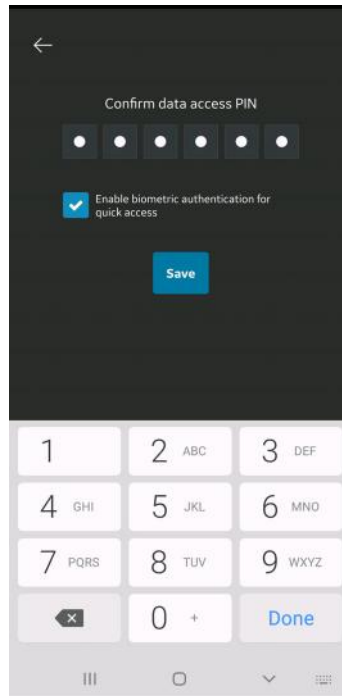 Confirm data access PIN
Enable biometric authentication for
quick access
Save
1 2 ABC 3 DEF
4 GHI 5 JKL 6 MNO
7 PQRS 8 TUV 9 WXYZ
0 + Done